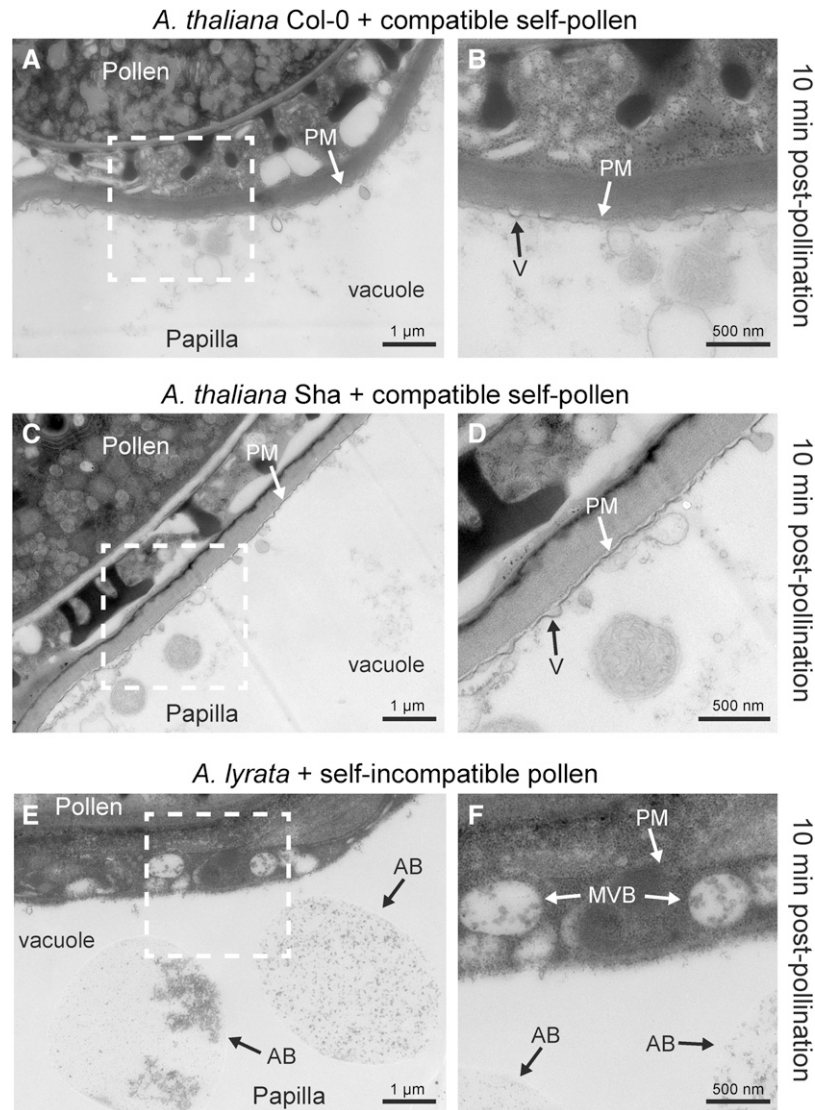 A. thaliana Col-0 + compatible self-pollen
A
Pollen
PM
vacuole
Papilla
1 µm
B
PM
V
500 nm
10 min post-pollination
A. thaliana Sha + compatible self-pollen
C
Pollen
PM
vacuole
Papilla
1 µm
D
PM
V
500 nm
10 min post-pollination
A. lyrata + self-incompatible pollen
E
Pollen
AB
vacuole
AB
Papilla
1 µm
F
PM
MVB
AB
AB
500 nm
10 min post-pollination